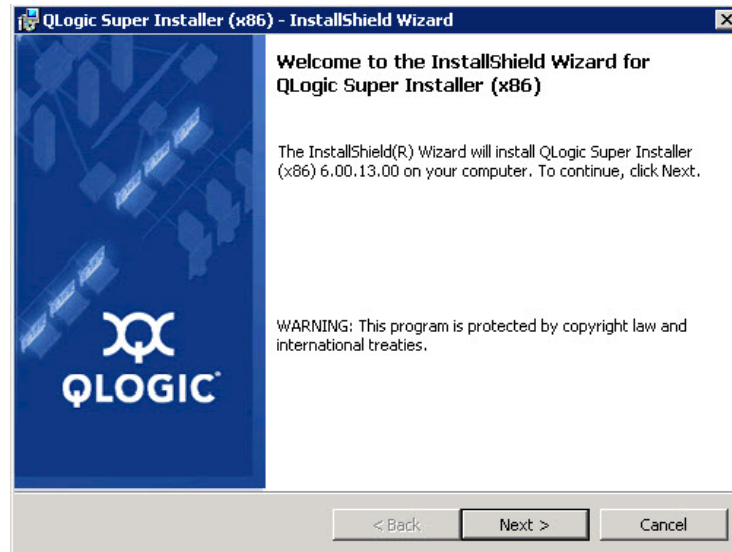 QLogic Super Installer (x86) - InstallShield Wizard
Welcome to the InstallShield Wizard for
QLogic Super Installer (x86)
The InstallShield(R) Wizard will install QLogic Super Installer
(x86) 6.00.13.00 on your computer. To continue, click Next.
WARNING: This program is protected by copyright law and
international treaties.
QLOGIC
< Back
Next >
Cancel